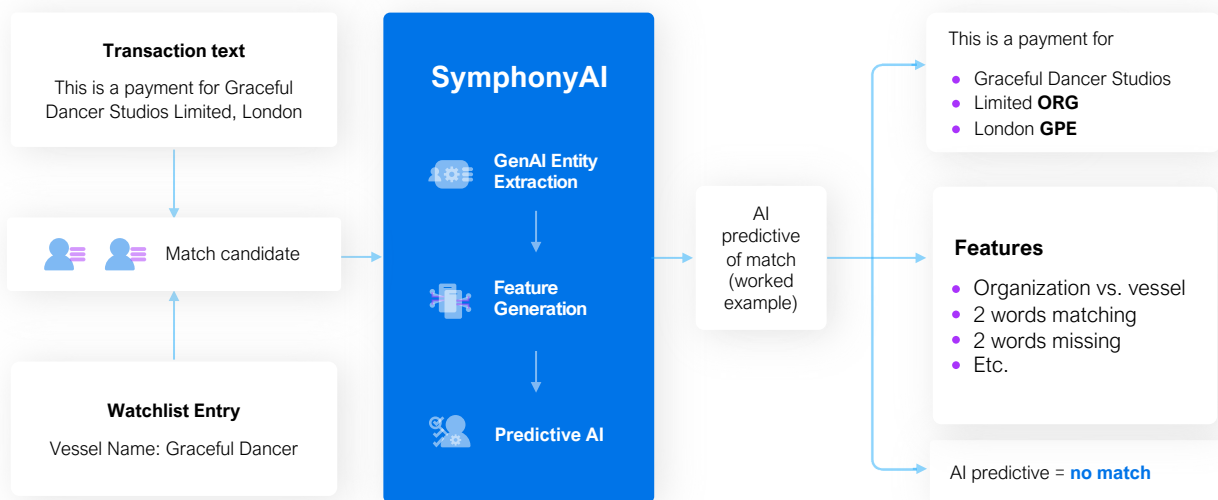 Transaction text
This is a payment for Graceful
Dancer Studios Limited, London
Match candidate
Watchlist Entry
Vessel Name: Graceful Dancer
SymphonyAI
GenAI Entity
Extraction
Feature
Generation
Predictive AI
AI
predictive
of match
(worked
example)
This is a payment for
• Graceful Dancer Studios
• Limited ORG
• London GPE
Features
• Organization vs. vessel
• 2 words matching
• 2 words missing
• Etc.
AI predictive = no match